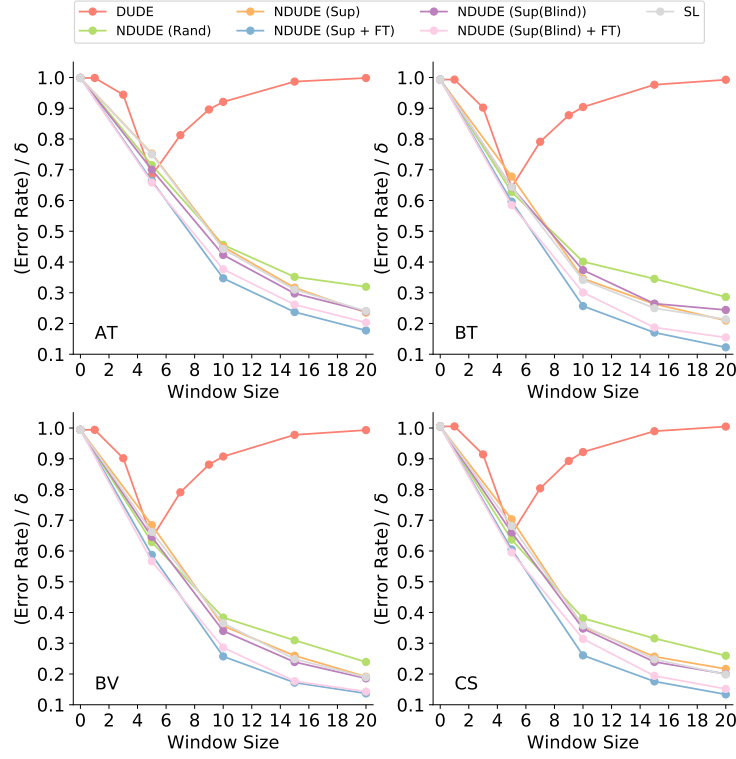 DUDE NDUDE (Sup) NDUDE (Sup(Blind)) SL
NDUDE (Rand) NDUDE (Sup + FT) NDUDE (Sup(Blind) + FT)
1.0
0.9
0.8
0.7
0.6
0.5
0.4
0.3
0.2
0.1
(Error Rate) / δ
AT
0 2 4 6 8 10 12 14 16 18 20
Window Size
1.0
0.9
0.8
0.7
0.6
0.5
0.4
0.3
0.2
0.1
(Error Rate) / δ
BT
0 2 4 6 8 10 12 14 16 18 20
Window Size
1.0
0.9
0.8
0.7
0.6
0.5
0.4
0.3
0.2
0.1
(Error Rate) / δ
BV
0 2 4 6 8 10 12 14 16 18 20
Window Size
1.0
0.9
0.8
0.7
0.6
0.5
0.4
0.3
0.2
0.1
(Error Rate) / δ
CS
0 2 4 6 8 10 12 14 16 18 20
Window Size